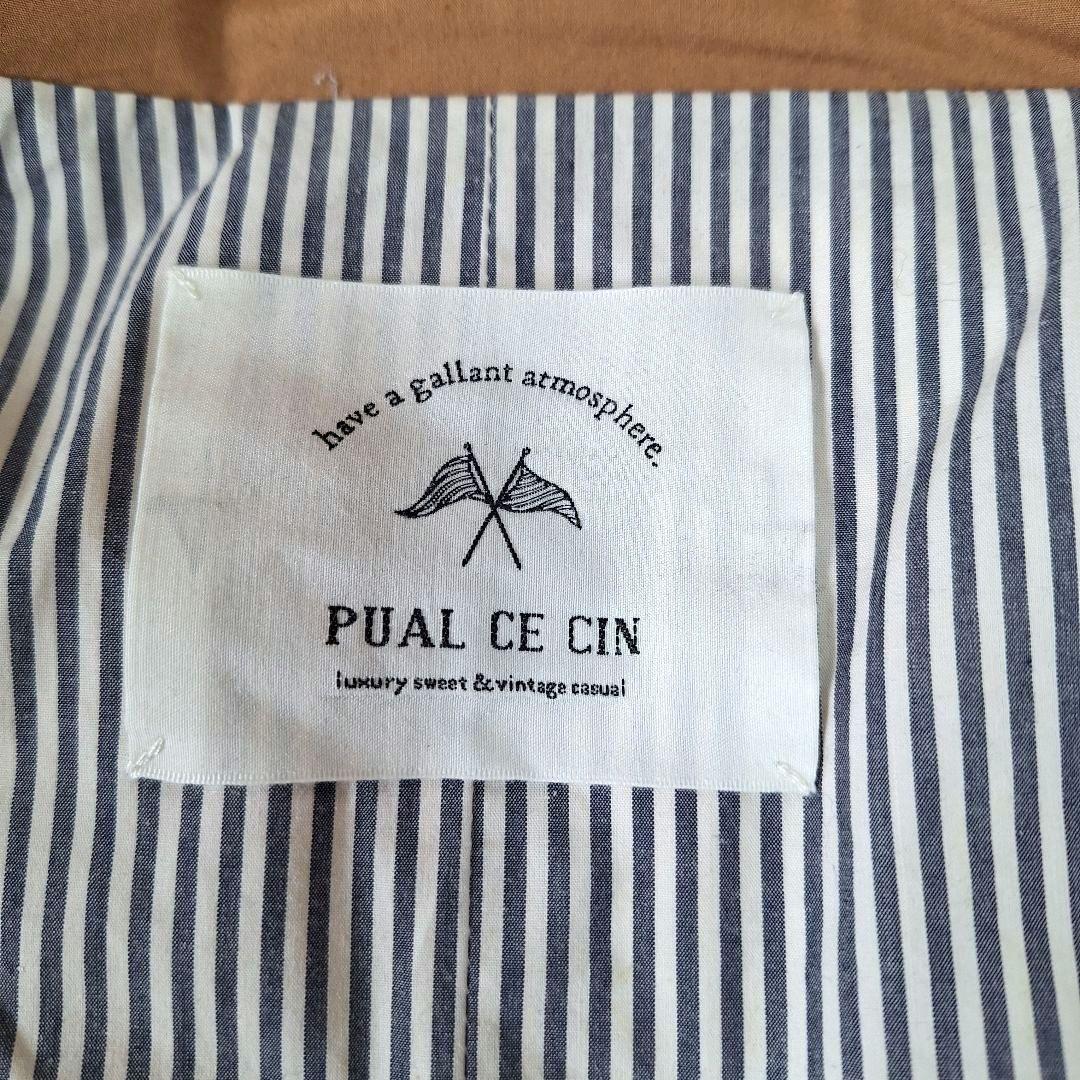 have a gallant atmosphere.
PUAL CE CIN
luxury sweet & vintage casual